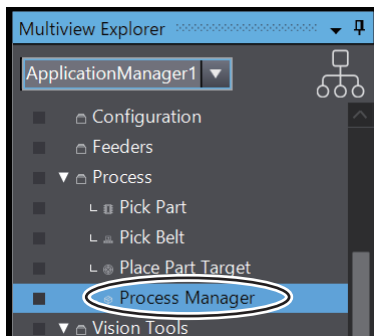 Multiview Explorer
ApplicationManager1
Configuration
Feeders
Process
Pick Part
Pick Belt
Place Part Target
Process Manager
Vision Tools